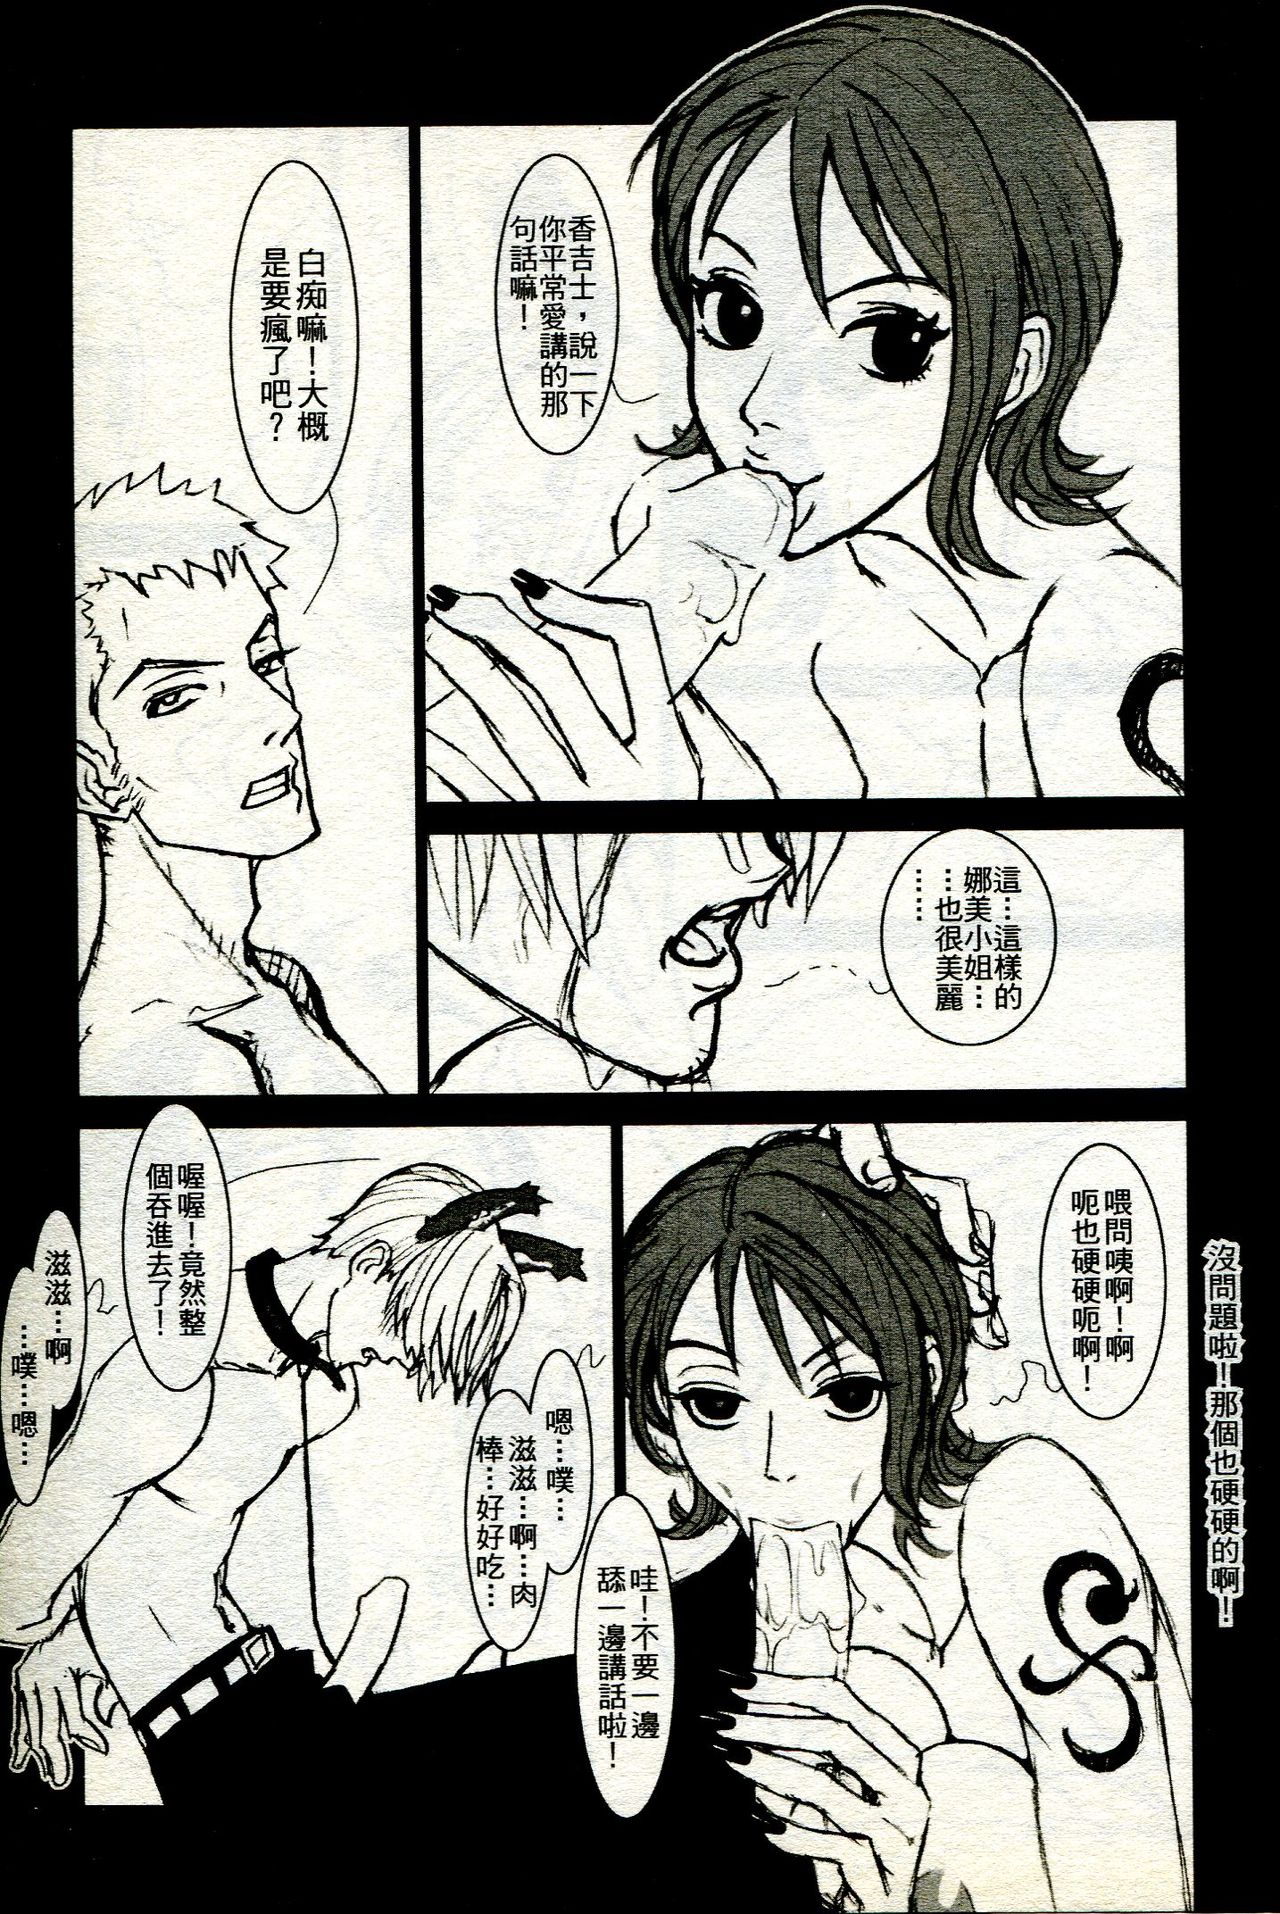 香吉士，說一下
你平常愛講的那
句話嘛！
白痴嘛！大概
是要瘋了吧？
這…這樣的
娜美小姐…
…也很美麗
……
喂問咦啊！啊
呃也硬硬呃啊！
沒問題啦！那個也硬硬的啊！
哇！不要一邊
舔一邊講話啦！
嗯…噗…
滋滋…啊…肉
棒…好好吃…
喔喔！竟然整
個吞進去了！
滋滋…啊
…噗…嗯…